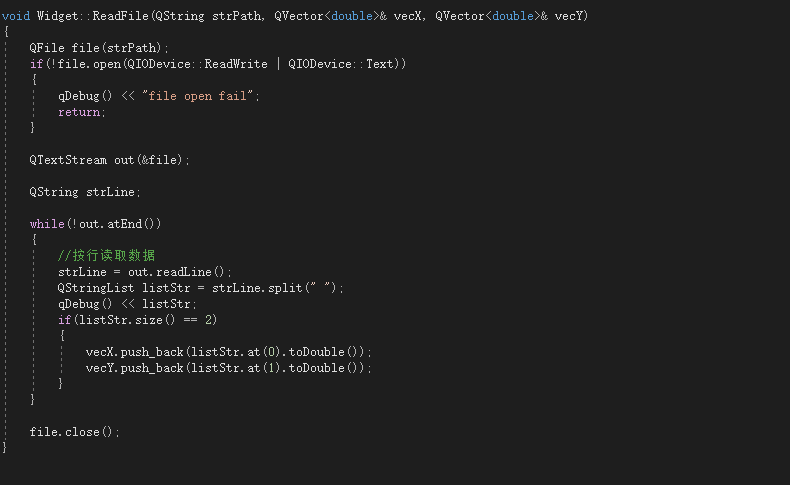 void Widget::ReadFile(QString strPath, QVector<double>& vecX, QVector<double>& vecY)
{
    QFile file(strPath);
    if(!file.open(QIODevice::ReadWrite | QIODevice::Text))
    {
        qDebug() << "file open fail";
        return;
    }

    QTextStream out(&file);

    QString strLine;

    while(!out.atEnd())
    {
        //按行读取数据
        strLine = out.readLine();
        QStringList listStr = strLine.split(" ");
        qDebug() << listStr;
        if(listStr.size() == 2)
        {
            vecX.push_back(listStr.at(0).toDouble());
            vecY.push_back(listStr.at(1).toDouble());
        }
    }

    file.close();
}